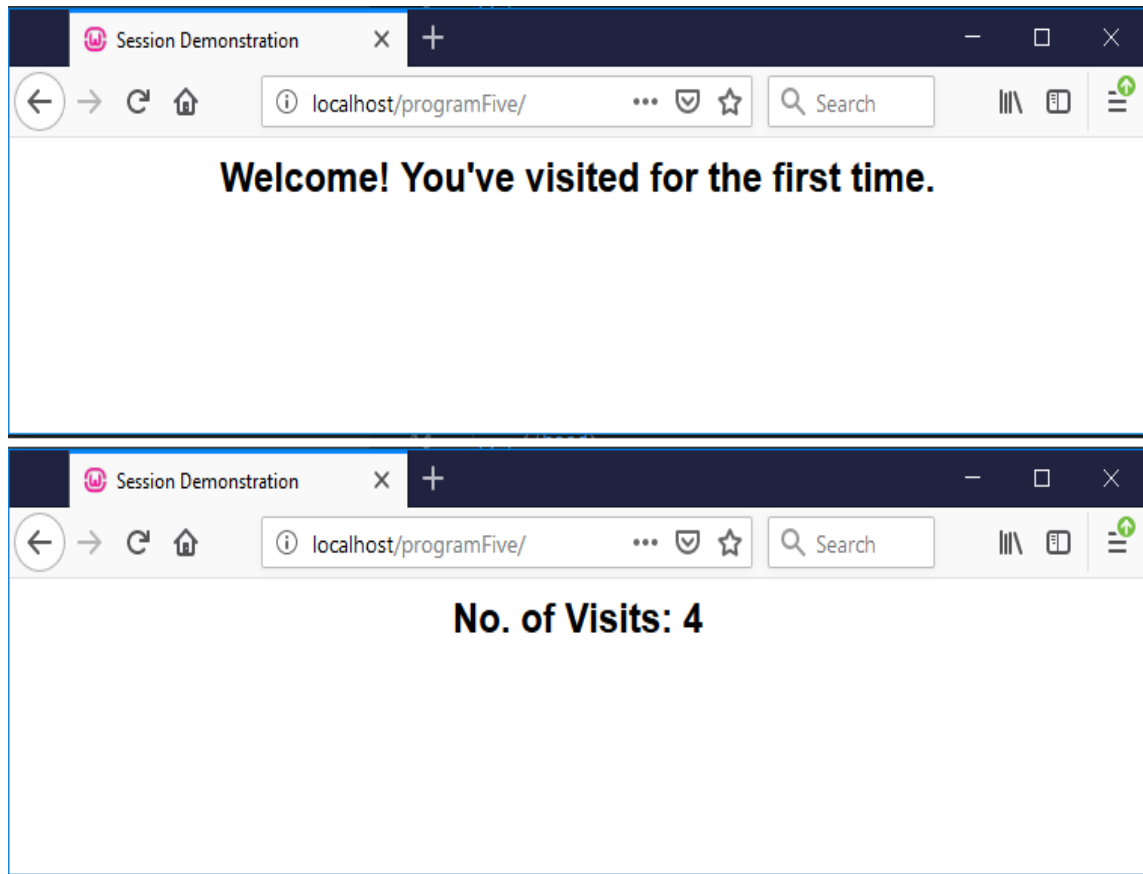 Session Demonstration
localhost/programFive/
Search
Welcome! You've visited for the first time.
Session Demonstration
localhost/programFive/
Search
No. of Visits: 4